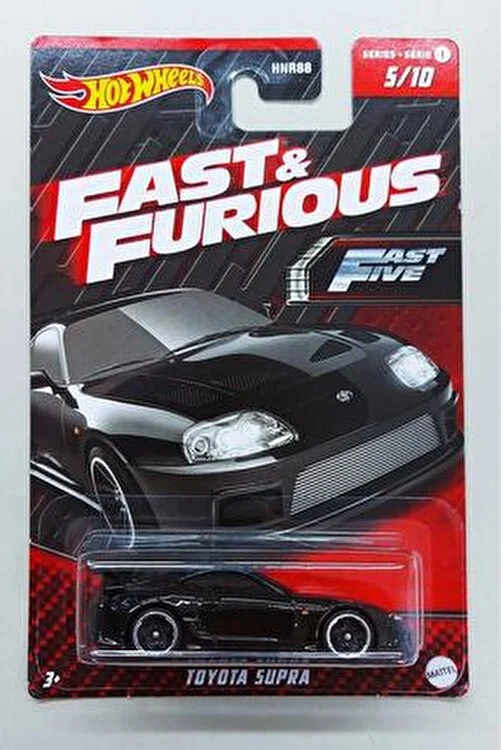 HOT WHEELS
HNR88
SERIES • SÉRIE 1
5/10
FAST &
FURIOUS
FAST
FIVE
TOYOTA SUPRA
3+
MATTEL